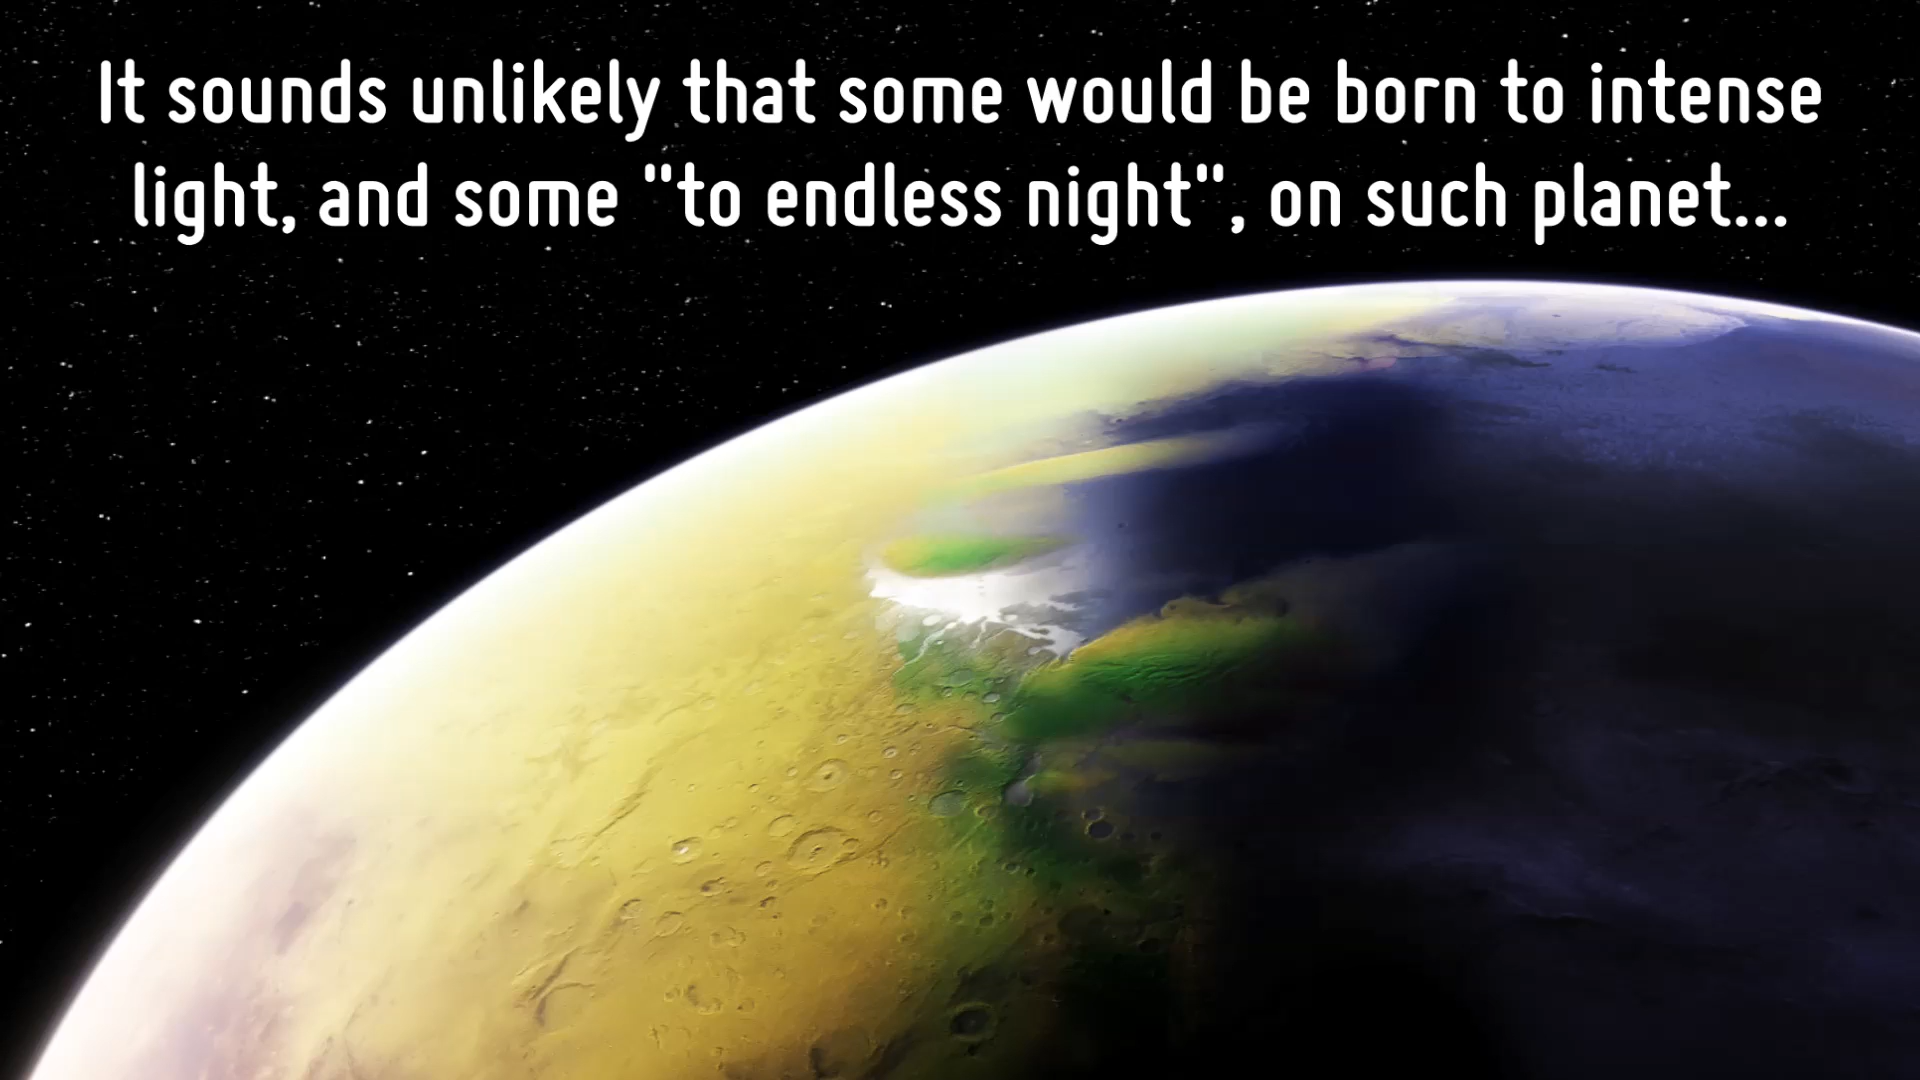 It sounds unlikely that some would be born to intense
light, and some "to endless night", on such planet...